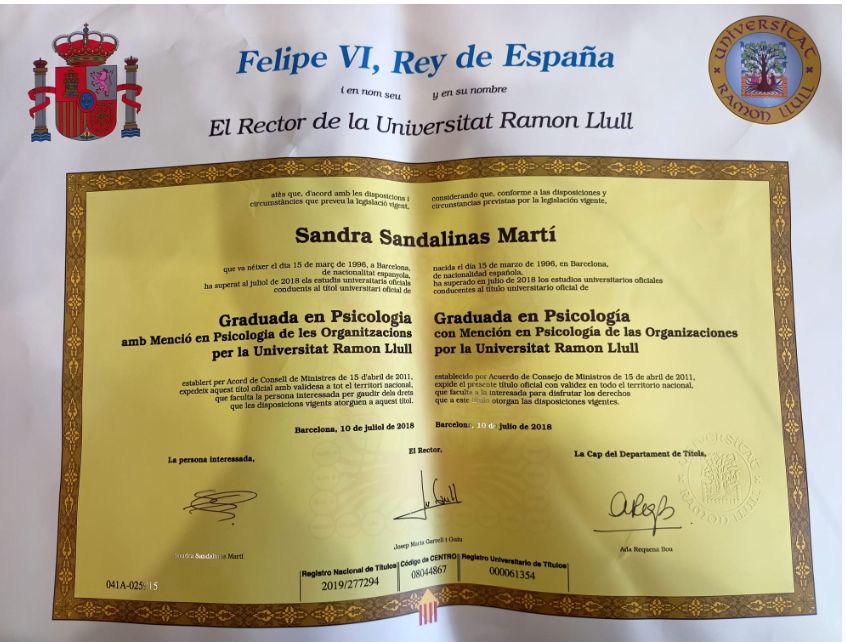 Felipe VI, Rey de España
i en nom seu
y en su nombre
El Rector de la Universitat Ramon Llull
UNIVERSITAT RAMON LLULL
atès que, d'acord amb les disposicions i
circumstàncies que preveu la legislació vigent,
considerando que, conforme a las disposiciones y
circunstancias previstas por la legislación vigente,
Sandra Sandalinas Martí
que va néixer el dia 15 de març de 1996, a Barcelona,
de nacionalitat espanyola,
ha superat al juliol de 2018 els estudis universitaris oficials
conduents al títol universitari oficial de
nacida el día 15 de marzo de 1996, en Barcelona,
de nacionalidad española,
ha superado en julio de 2018 los estudios universitarios oficiales
conducentes al título universitario oficial de
Graduada en Psicologia
amb Menció en Psicologia de les Organitzacions
per la Universitat Ramon Llull
Graduada en Psicología
con Mención en Psicología de las Organizaciones
por la Universitat Ramon Llull
establert per Acord de Consell de Ministres de 15 d'abril de 2011,
expedeix aquest títol oficial amb validesa a tot el territori nacional,
que faculta la persona interessada per gaudir dels drets
que les disposicions vigents atorguen a aquest títol.
establecido por Acuerdo de Consejo de Ministros de 15 de abril de 2011,
expide el presente título oficial con validez en todo el territorio nacional,
que faculta a la interesada para disfrutar los derechos
que a este título otorgan las disposiciones vigentes.
Barcelona, 10 de juliol de 2018
Barcelona, 10 de julio de 2018
La persona interessada,
El Rector,
La Cap del Departament de Títols,
UNIVERSITAT RAMON LLULL
Sandra Sandalinas Martí
Josep Maria Garrell i Guiu
Aïda Requena Bou
041A-025915
Registro Nacional de Títulos
2019/277294
Código de CENTRO
08044867
Registro Universitario de Títulos
000061354